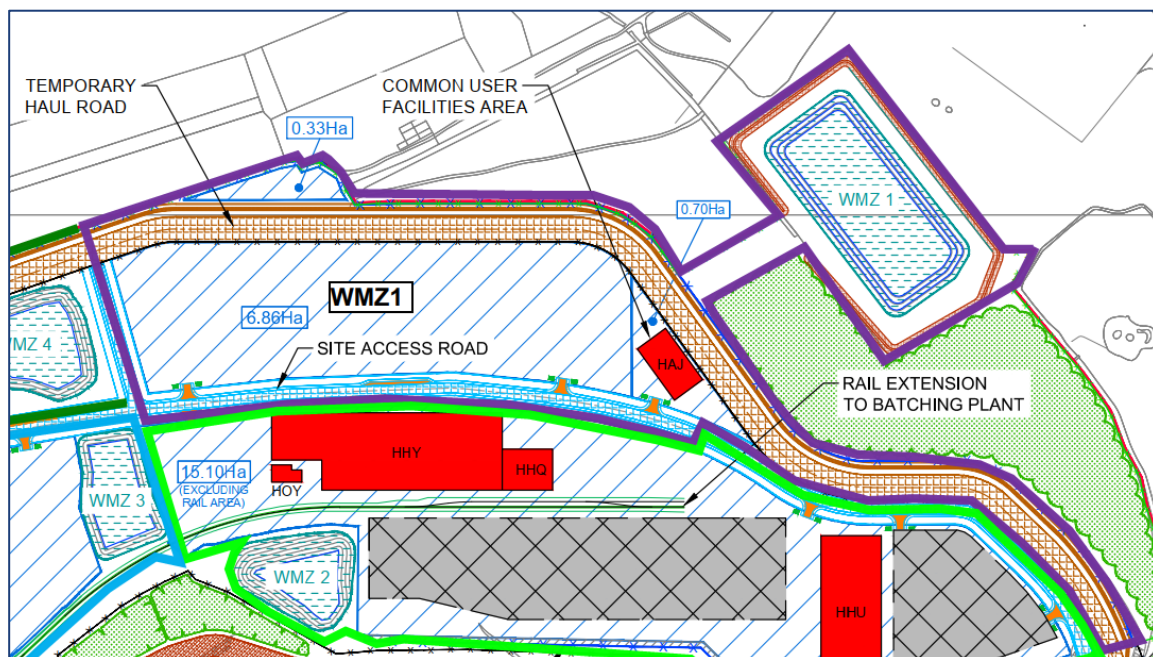 TEMPORARY
HAUL ROAD
COMMON USER
FACILITIES AREA
0.33Ha
0.70Ha
WMZ 1
WMZ1
6.86Ha
SITE ACCESS ROAD
WMZ 4
HAJ
RAIL EXTENSION
TO BATCHING PLANT
HHY
HHQ
15.10Ha
(EXCLUDING
RAIL AREA)
HOY
WMZ 3
WMZ 2
HHU